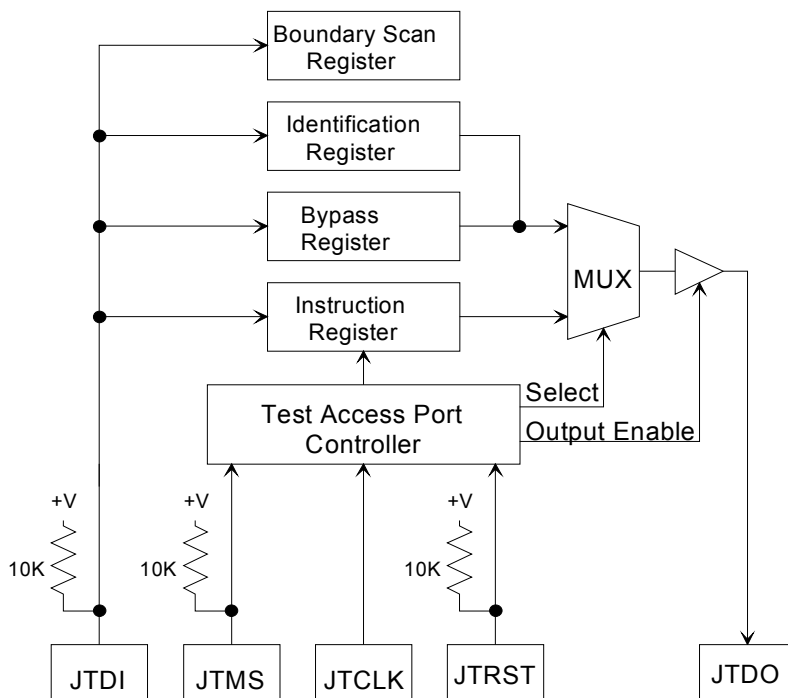 Boundary Scan
Register
Identification
Register
Bypass
Register
MUX
Instruction
Register
Select
Test Access Port
Controller
Output Enable
+V
+V
+V
10K
10K
10K
JTDI
JTMS
JTCLK
JTRST
JTDO